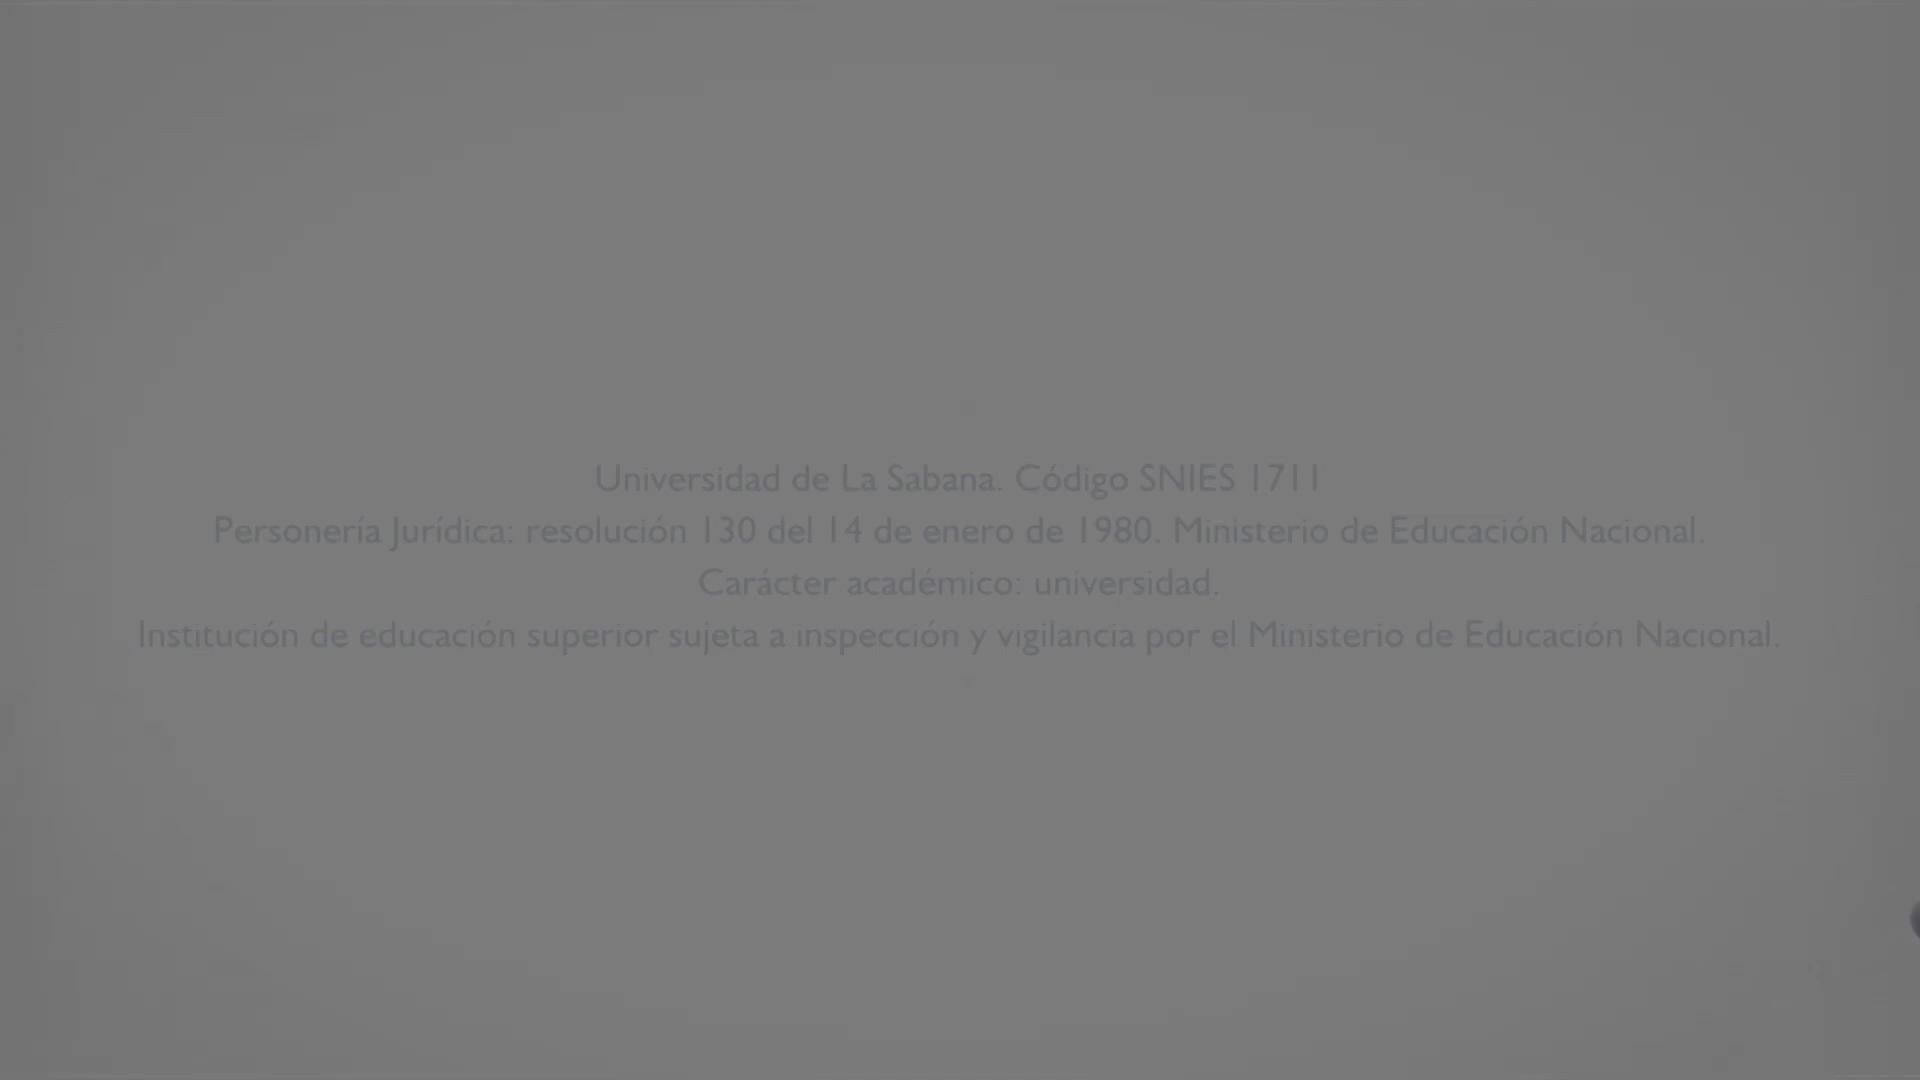 Universidad de La Sabana. Código SNIES 1711
Personería Jurídica: resolución 130 del 14 de enero de 1980. Ministerio de Educación Nacional.
Carácter académico: universidad.
Institución de educación superior sujeta a inspección y vigilancia por el Ministerio de Educación Nacional.